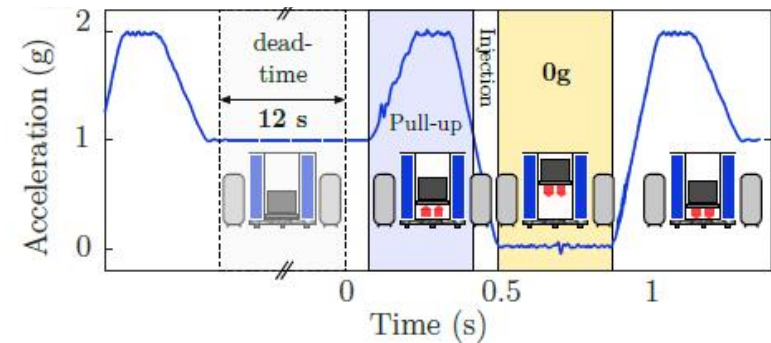 2
1
0
Acceleration (g)
dead-
time
12 s
Pull-up
Injection
0g
0
0.5
1
Time (s)